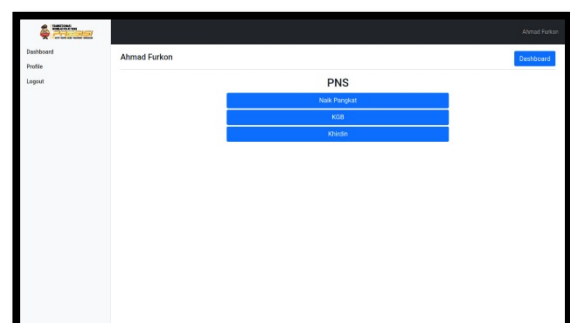 Ahmad Furkon
Dashboard
Profile
Logout
Ahmad Furkon
Dashboard
PNS
Naik Pangkat
KGB
Khirdin